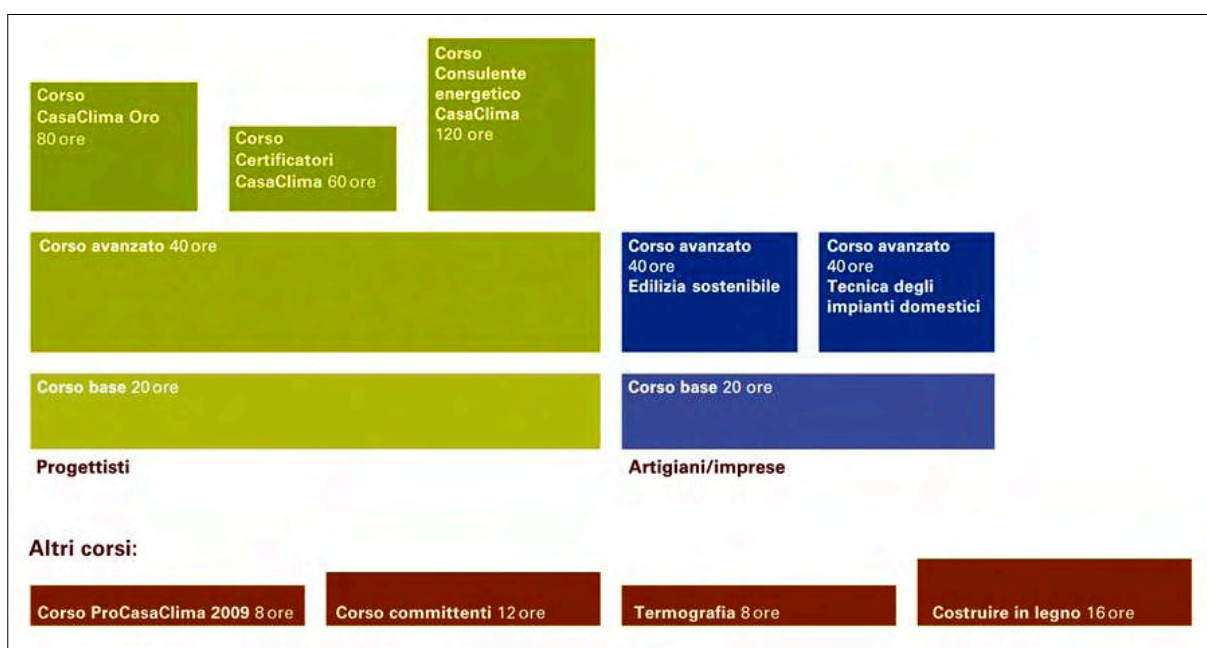 Corso
CasaClima Oro
80 ore
Corso
Certificatori
CasaClima 60 ore
Corso
Consulente
energetico
CasaClima
120 ore
Corso avanzato 40 ore
Corso avanzato
40 ore
Edilizia sostenibile
Corso avanzato
40 ore
Tecnica degli
impianti domestici
Corso base 20 ore
Corso base 20 ore
Progettisti
Artigiani/imprese
Altri corsi:
Corso ProCasaClima 2009 8 ore
Corso committenti 12 ore
Termografia 8 ore
Costruire in legno 16 ore